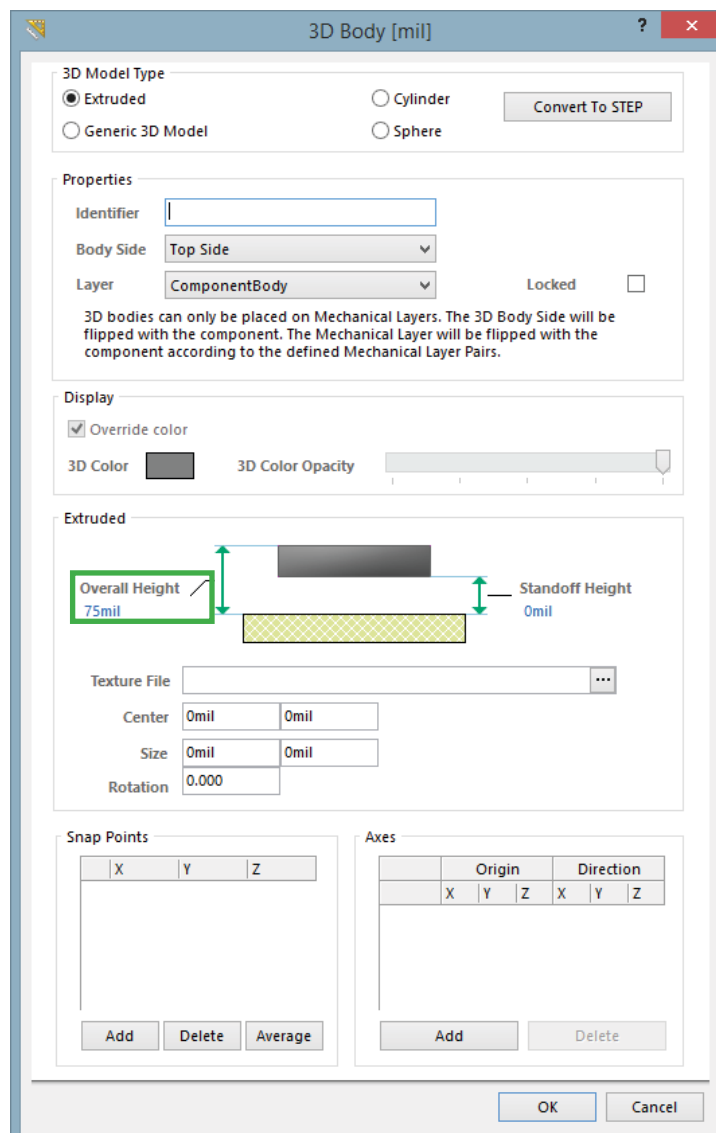 3D Body [mil]
?
3D Model Type
Extruded
Cylinder
Convert To STEP
Generic 3D Model
Sphere
Properties
Identifier
Body Side
Top Side
Layer
ComponentBody
Locked
3D bodies can only be placed on Mechanical Layers. The 3D Body Side will be
flipped with the component. The Mechanical Layer will be flipped with the
component according to the defined Mechanical Layer Pairs.
Display
Override color
3D Color
3D Color Opacity
Extruded
Overall Height
75mil
Standoff Height
0mil
Texture File
...
Center
0mil
0mil
Size
0mil
0mil
Rotation
0.000
Snap Points
X Y Z
Add
Delete
Average
Axes
Origin Direction
X Y Z X Y Z
Add
Delete
OK
Cancel